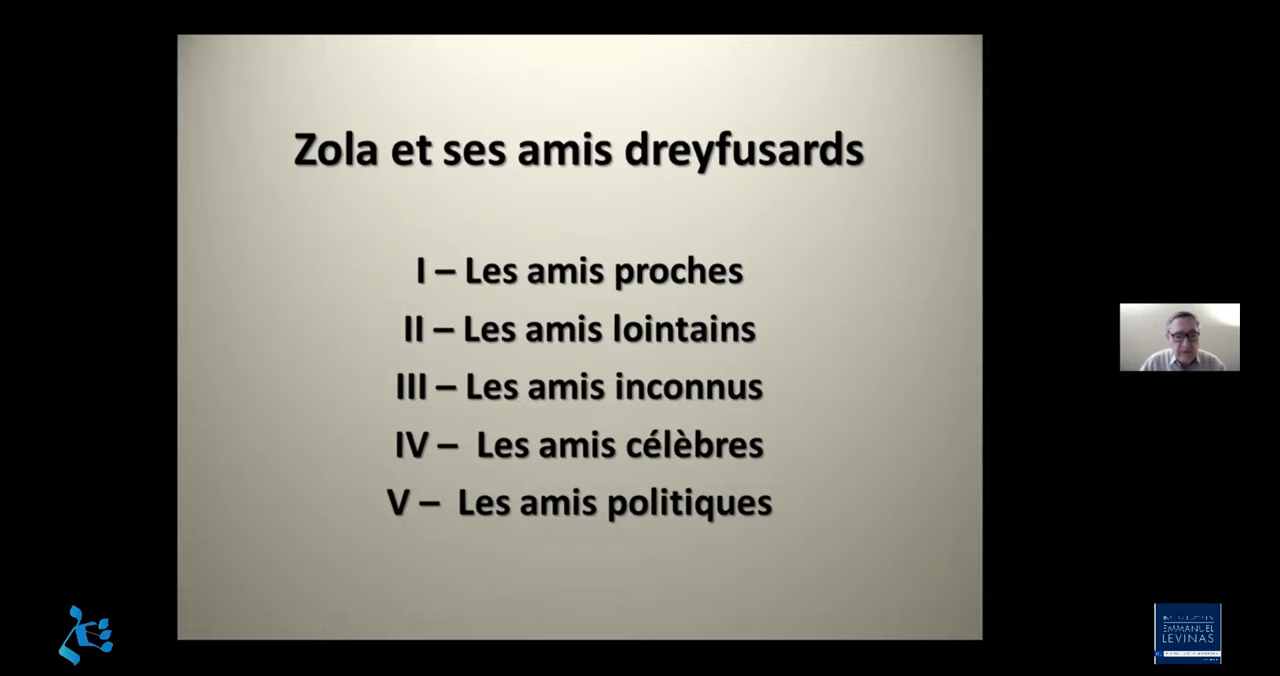 Zola et ses amis dreyfusards
I – Les amis proches
II – Les amis lointains
III – Les amis inconnus
IV – Les amis célèbres
V – Les amis politiques
EMMANUEL
LEVINAS